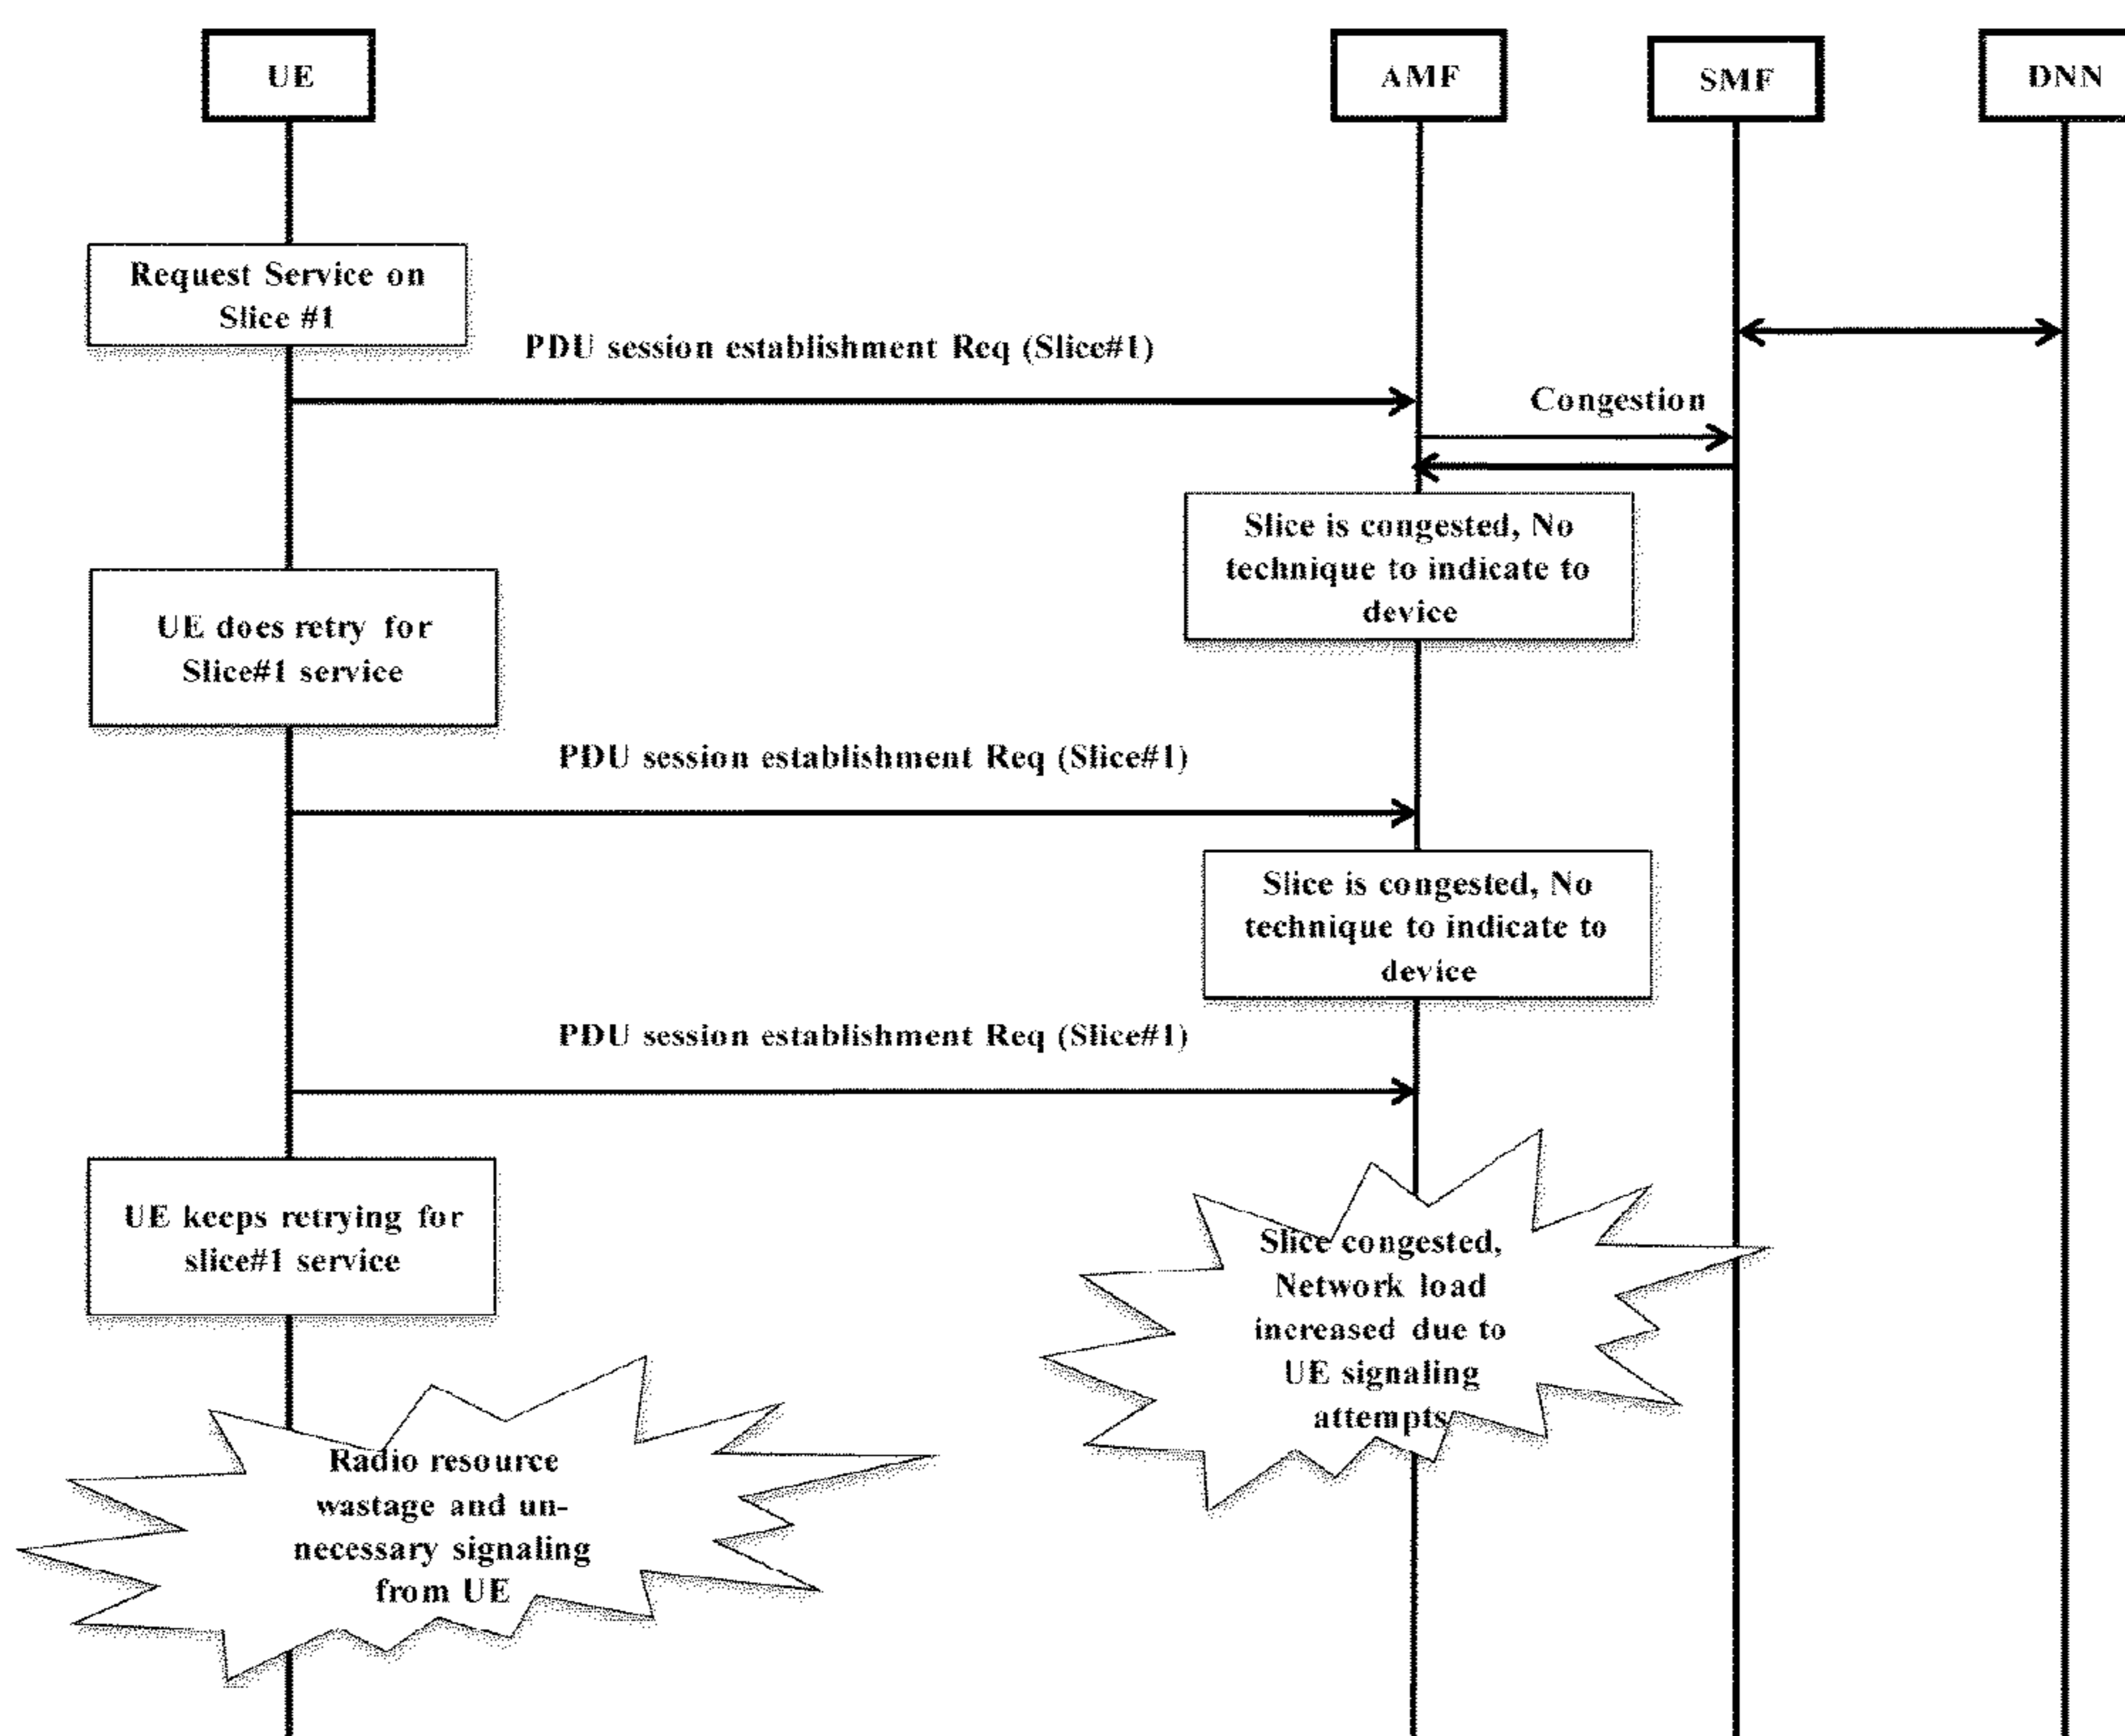 UE
AMF
SMF
DNN
Request Service on
Slice #1
PDU session establishment Req (Slice#1)
Congestion
Slice is congested, No
technique to indicate to
device
UE does retry for
Slice#1 service
PDU session establishment Req (Slice#1)
Slice is congested, No
technique to indicate to
device
PDU session establishment Req (Slice#1)
UE keeps retrying for
slice#1 service
Slice congested,
Network load
increased due to
UE signaling
attempts
Radio resource
wastage and un-
necessary signaling
from UE